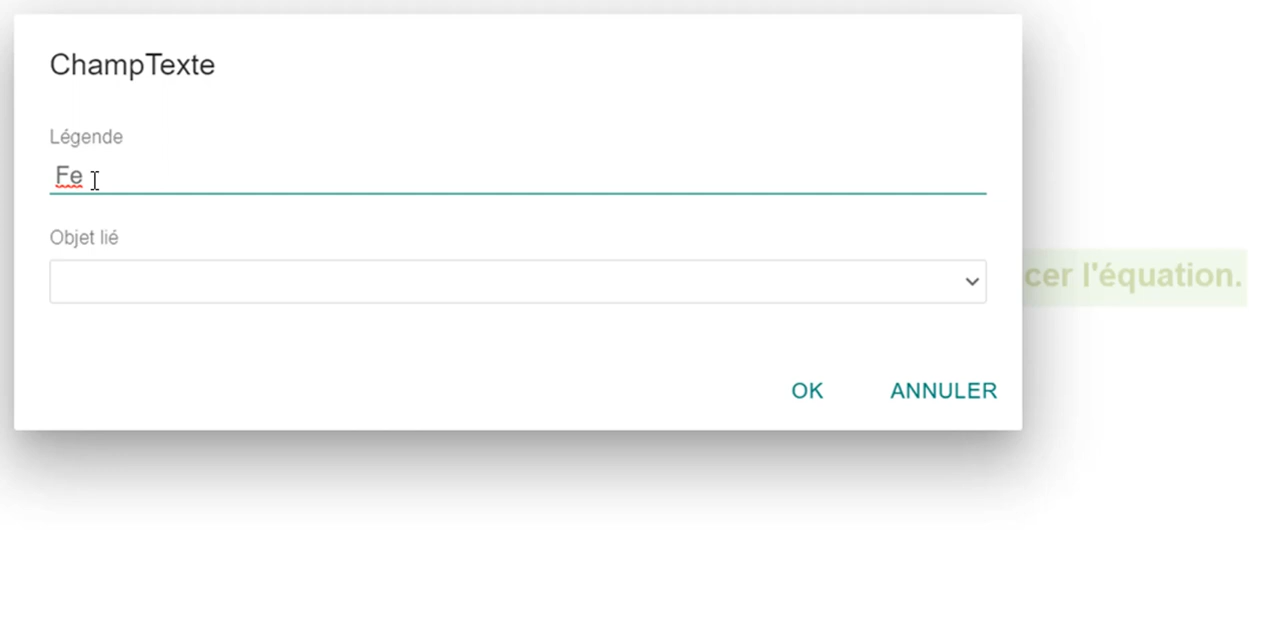 ChampTexte
Légende
Fe
Objet lié
cer l'équation.
OK ANNULER